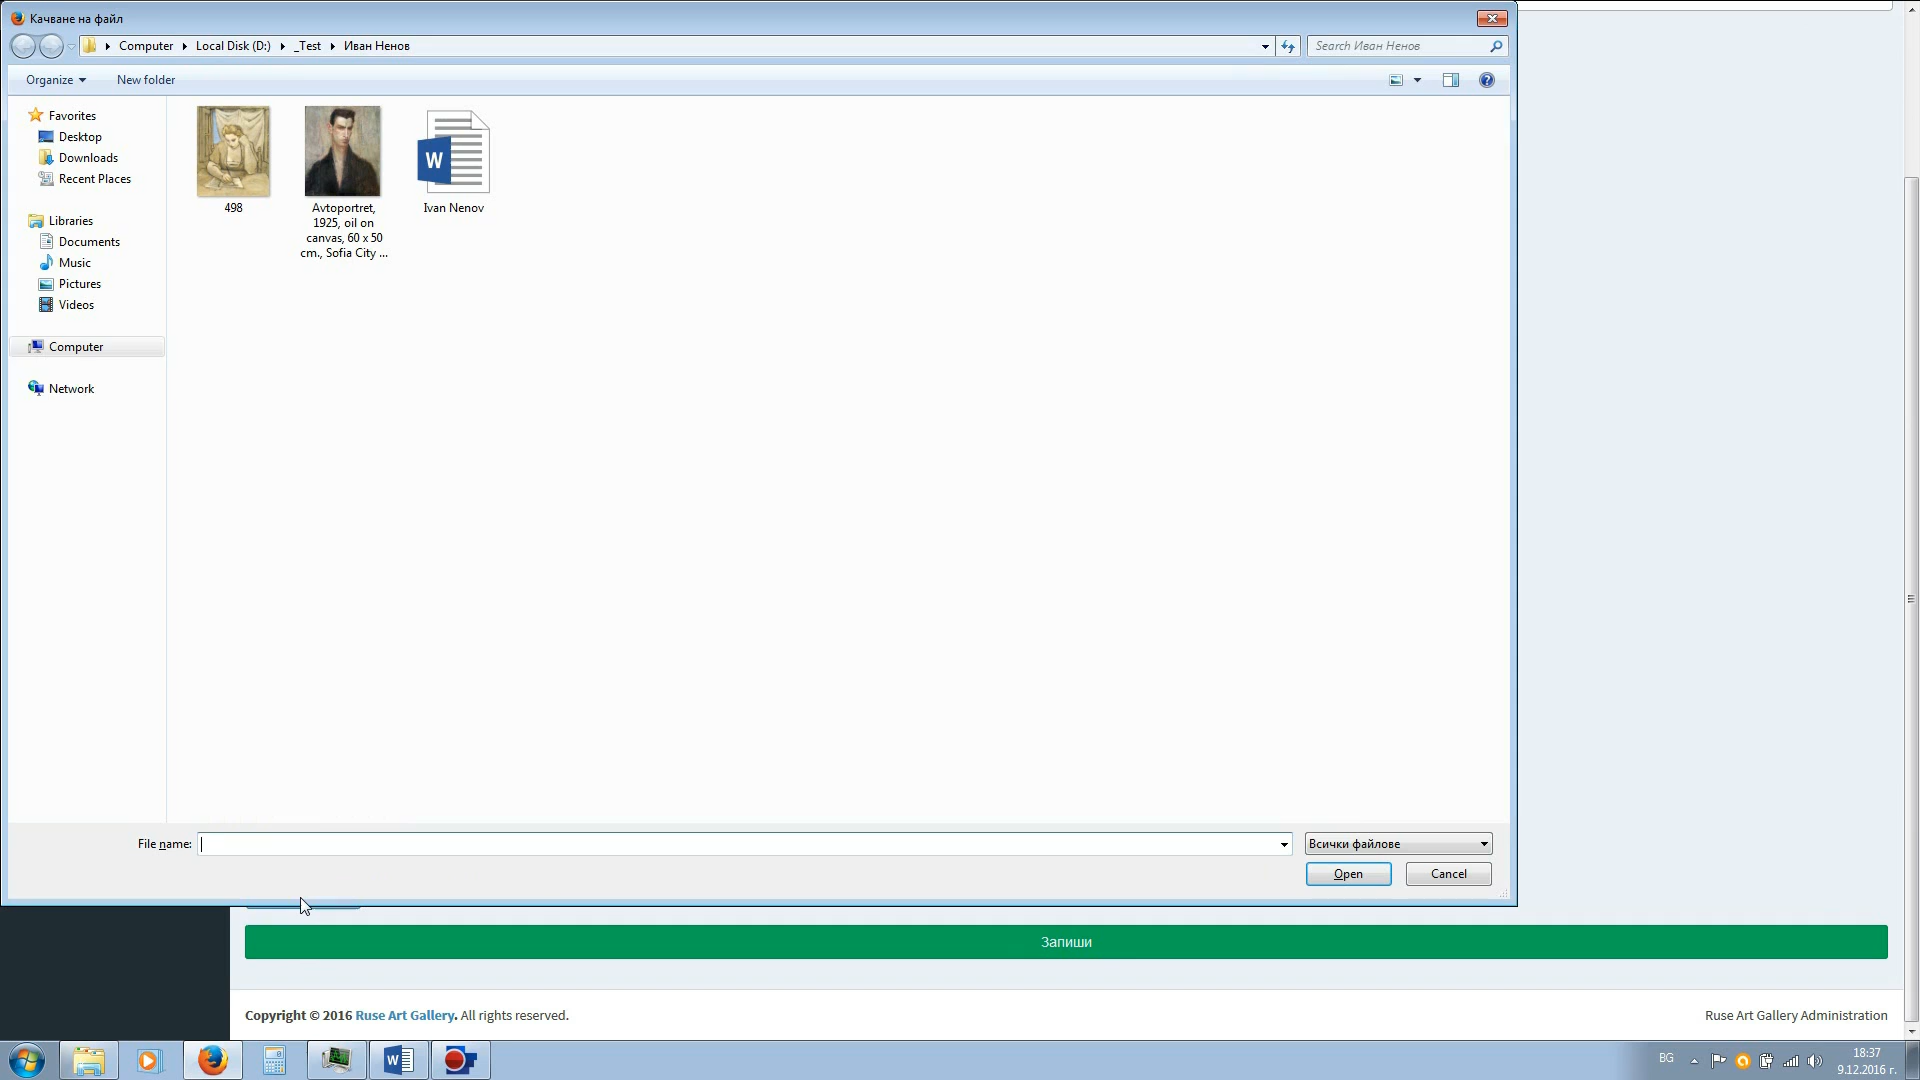 Качване на файл
Computer Local Disk (D:) _Test Иван Ненов
Search Иван Ненов
Organize New folder
Favorites
Desktop
Downloads
Recent Places
Libraries
Documents
Music
Pictures
Videos
Computer
Network
498
Avtoportret,
1925, oil on
canvas, 60 x 50
cm., Sofia City ...
Ivan Nenov
File name:
Всички файлове
Open Cancel
Запиши
Copyright © 2016 Ruse Art Gallery. All rights reserved.
Ruse Art Gallery Administration
BG
18:37
9.12.2016 г.